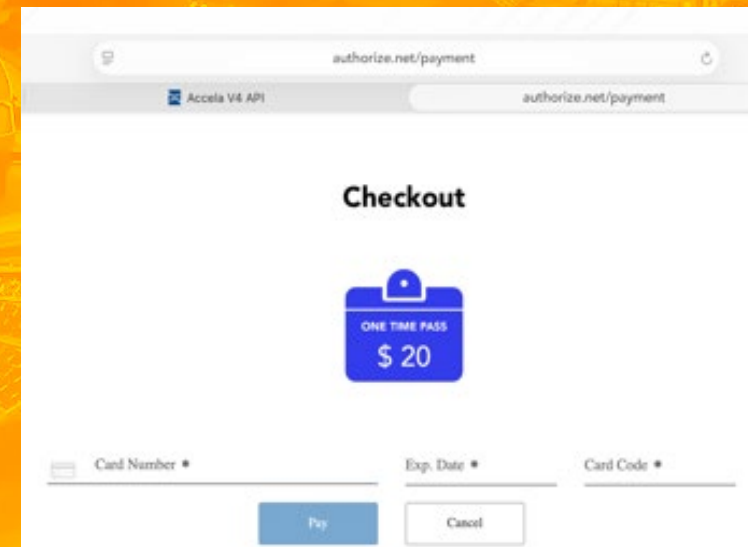 authorize.net/payment
Accela V4 API
authorize.net/payment
Checkout
ONE TIME PASS
$ 20
Card Number *
Exp. Date *
Card Code *
Pay
Cancel